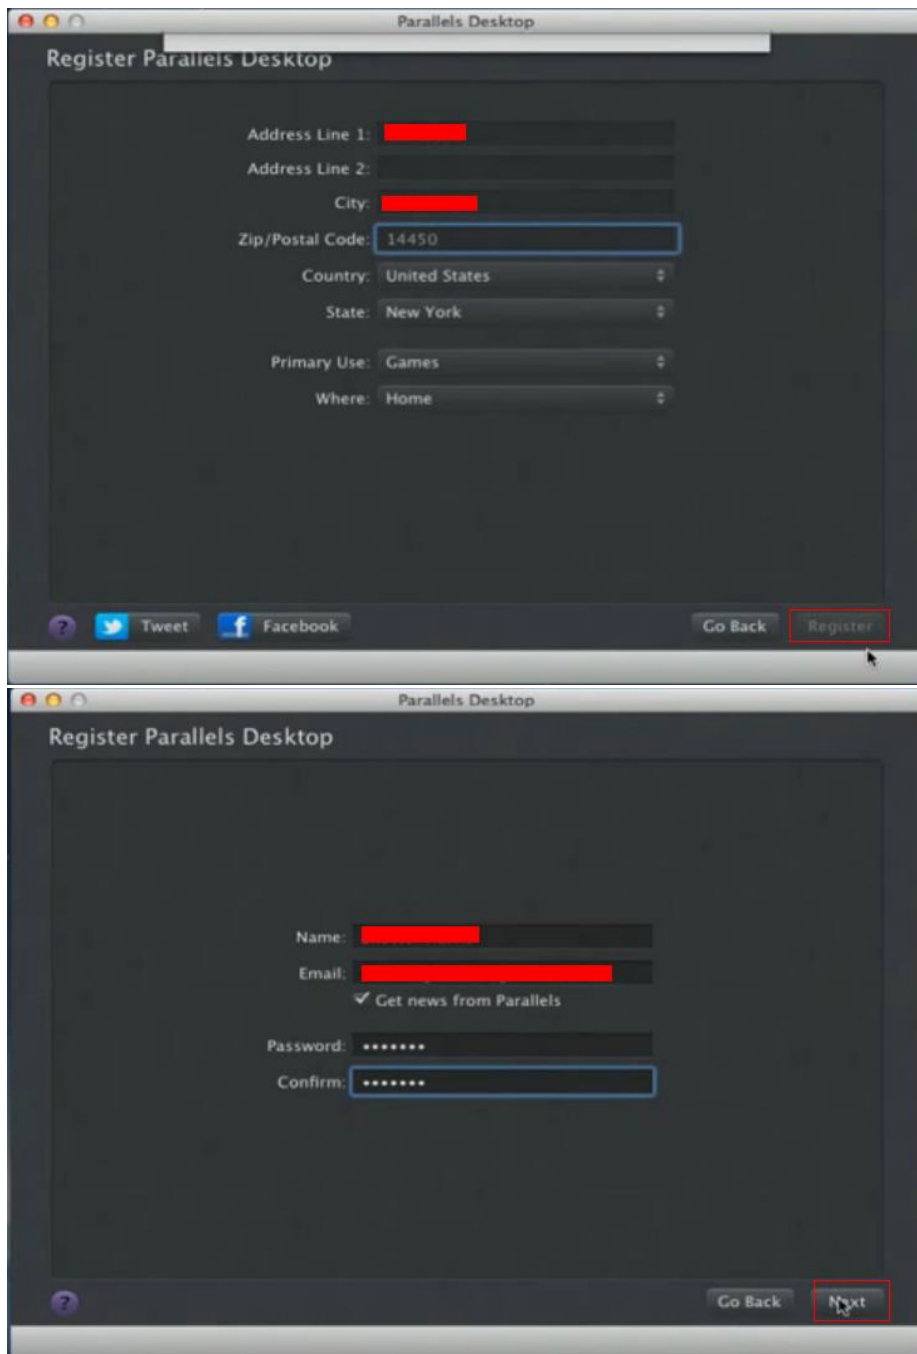 Parallels Desktop
Register Parallels Desktop
Address Line 1:
Address Line 2:
City:
Zip/Postal Code: 14450
Country: United States
State: New York
Primary Use: Games
Where: Home
? Tweet Facebook Go Back Register
Parallels Desktop
Register Parallels Desktop
Name:
Email:
Get news from Parallels
Password: •••••••
Confirm: •••••••
? Go Back Next